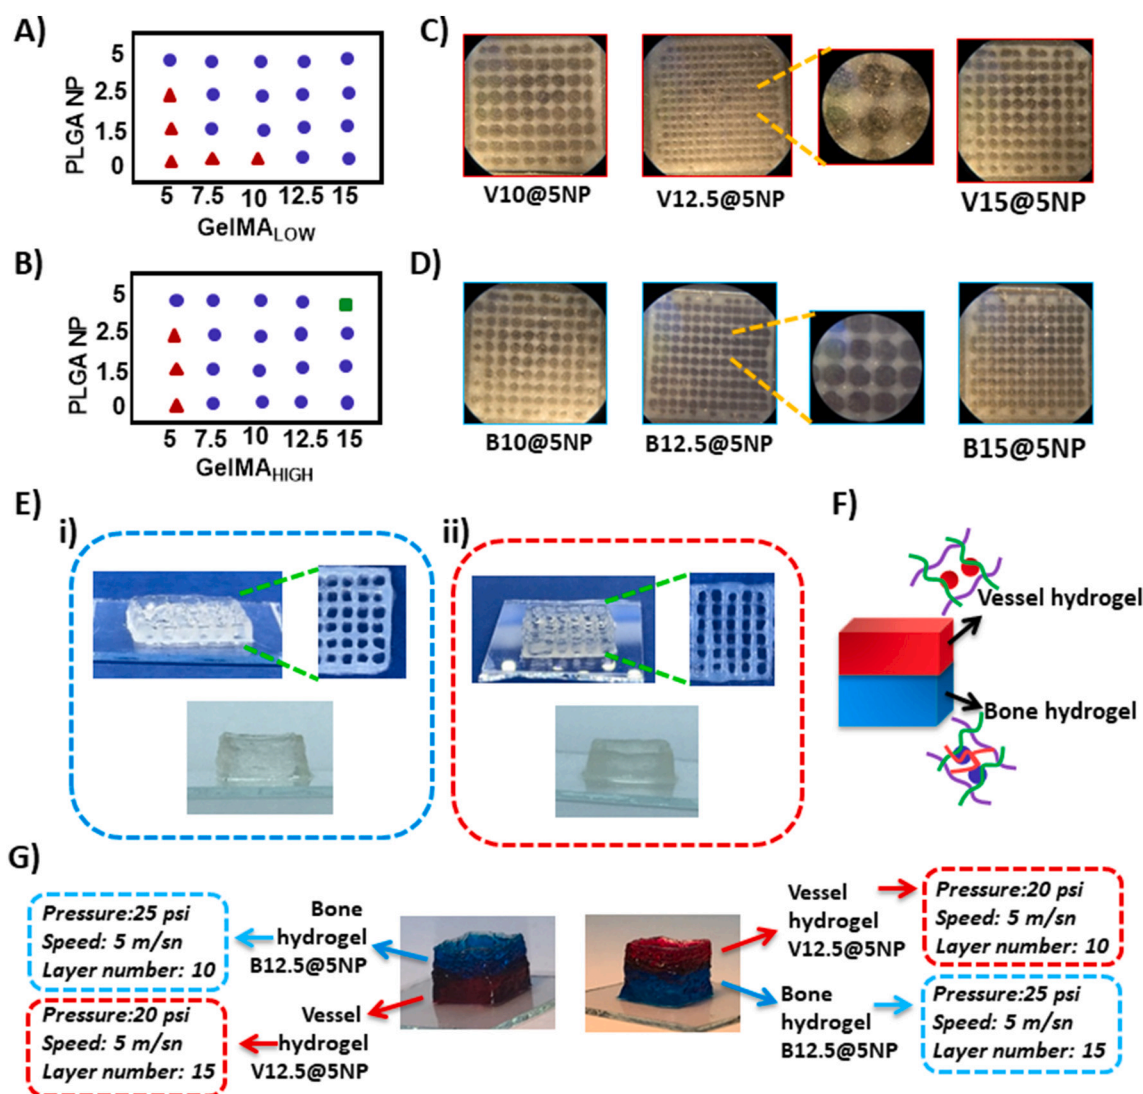 A)
PLGA NP
5
2.5
1.5
0
5 7.5 10 12.5 15
GelMALOW
B)
PLGA NP
5
2.5
1.5
0
5 7.5 10 12.5 15
GelMAHIGH
C)
V10@5NP
V12.5@5NP
V15@5NP
D)
B10@5NP
B12.5@5NP
B15@5NP
E)
i)
ii)
F)
Vessel hydrogel
Bone hydrogel
G)
Pressure:25 psi
Speed: 5 m/sn
Layer number: 10
Bone
hydrogel
B12.5@5NP
Pressure:20 psi
Speed: 5 m/sn
Layer number: 15
Vessel
hydrogel
V12.5@5NP
Vessel
hydrogel
V12.5@5NP
Pressure:20 psi
Speed: 5 m/sn
Layer number: 10
Bone
hydrogel
B12.5@5NP
Pressure:25 psi
Speed: 5 m/sn
Layer number: 15